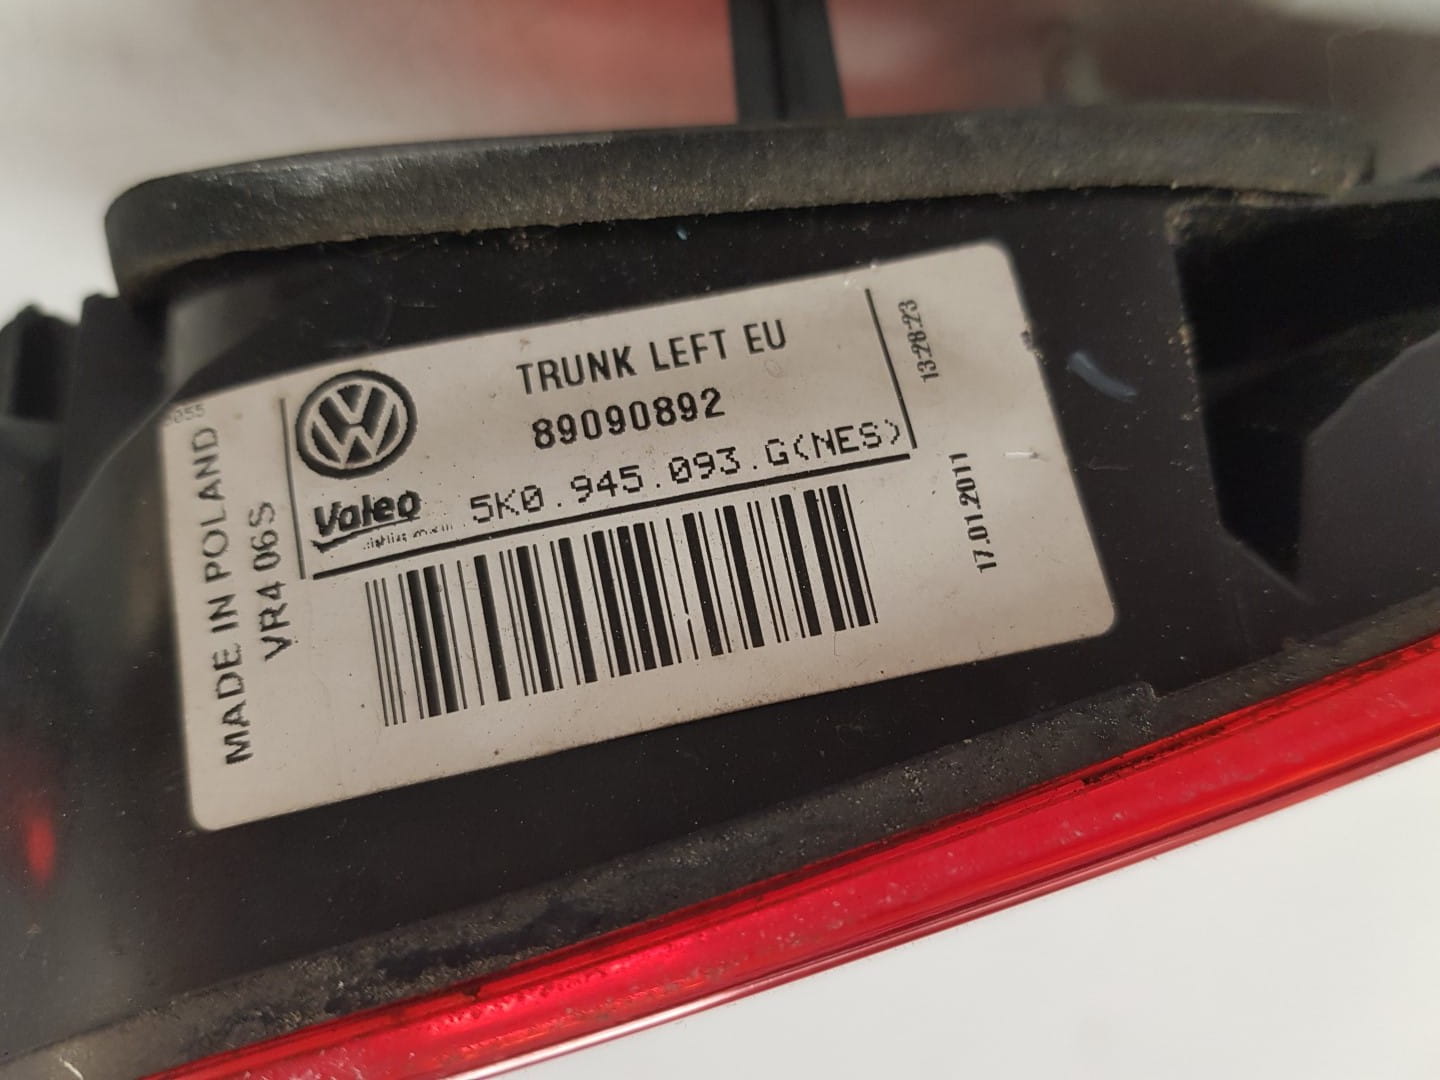 TRUNK LEFT EU
89090892
5K0.945.093.G(NES)
Valeo
MADE IN POLAND
VR4 06S
13:28:23
17.01.2011